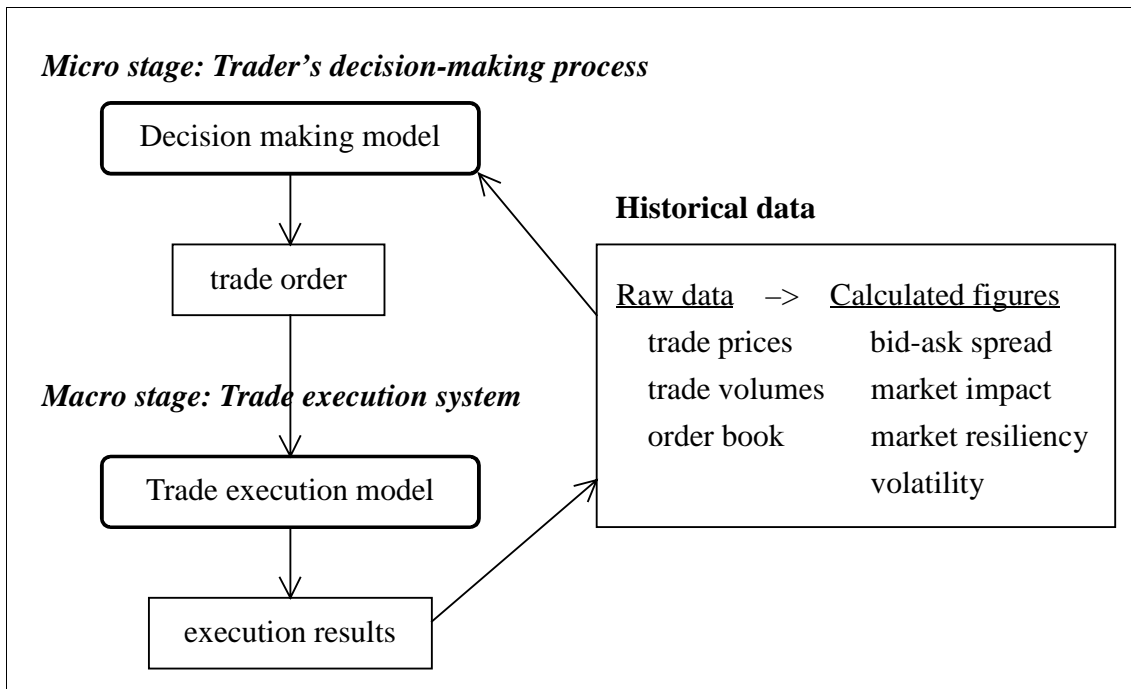 Micro stage: Trader’s decision-making process
Decision making model
trade order
Macro stage: Trade execution system
Trade execution model
execution results
Historical data
Raw data –> Calculated figures
trade prices bid-ask spread
trade volumes market impact
order book market resiliency
volatility